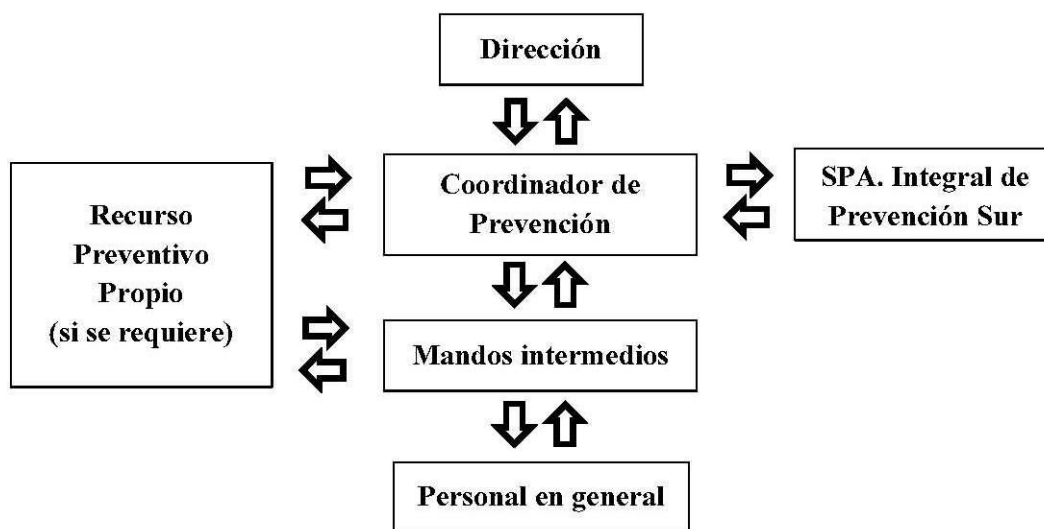 Dirección
Recurso
Preventivo
Propio
(si se requiere)
Coordinador de
Prevención
SPA. Integral de
Prevención Sur
Mandos intermedios
Personal en general